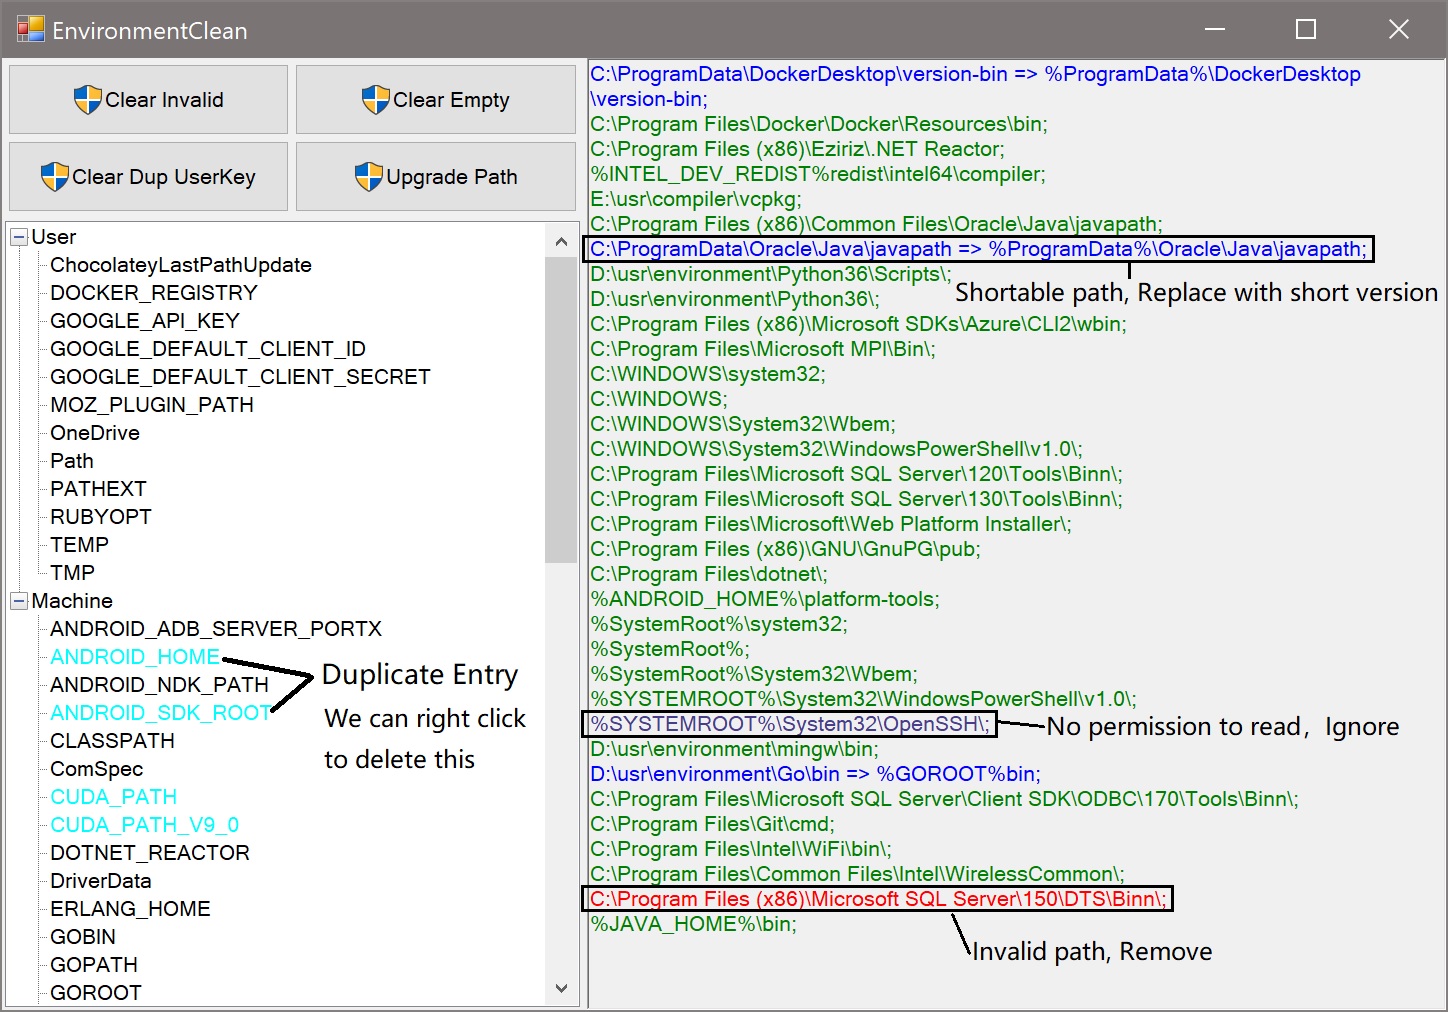 EnvironmentClean
Clear Invalid
Clear Empty
Clear Dup UserKey
Upgrade Path
User
ChocolateyLastPathUpdate
DOCKER_REGISTRY
GOOGLE_API_KEY
GOOGLE_DEFAULT_CLIENT_ID
GOOGLE_DEFAULT_CLIENT_SECRET
MOZ_PLUGIN_PATH
OneDrive
Path
PATHEXT
RUBYOPT
TEMP
TMP
Machine
ANDROID_ADB_SERVER_PORTX
ANDROID_HOME
ANDROID_NDK_PATH
ANDROID_SDK_ROOT
CLASSPATH
ComSpec
CUDA_PATH
CUDA_PATH_V9_0
DOTNET_REACTOR
DriverData
ERLANG_HOME
GOBIN
GOPATH
GOROOT
Duplicate Entry
We can right click
to delete this
C:\ProgramData\DockerDesktop\version-bin => %ProgramData%\DockerDesktop
\version-bin;
C:\Program Files\Docker\Docker\Resources\bin;
C:\Program Files (x86)\Eziriz\.NET Reactor;
%INTEL_DEV_REDIST%redist\intel64\compiler;
E:\usr\compiler\vcpkg;
C:\Program Files (x86)\Common Files\Oracle\Java\javapath;
C:\ProgramData\Oracle\Java\javapath => %ProgramData%\Oracle\Java\javapath;
D:\usr\environment\Python36\Scripts\;
Shortable path, Replace with short version
D:\usr\environment\Python36\;
C:\Program Files (x86)\Microsoft SDKs\Azure\CLI2\wbin;
C:\Program Files\Microsoft MPI\Bin\;
C:\WINDOWS\system32;
C:\WINDOWS;
C:\WINDOWS\System32\Wbem;
C:\WINDOWS\System32\WindowsPowerShell\v1.0\;
C:\Program Files\Microsoft SQL Server\120\Tools\Binn\;
C:\Program Files\Microsoft SQL Server\130\Tools\Binn\;
C:\Program Files\Microsoft\Web Platform Installer\;
C:\Program Files (x86)\GNU\GnuPG\pub;
C:\Program Files\dotnet\;
%ANDROID_HOME%\platform-tools;
%SystemRoot%\system32;
%SystemRoot%;
%SystemRoot%\System32\Wbem;
%SYSTEMROOT%\System32\WindowsPowerShell\v1.0\;
%SYSTEMROOT%\System32\OpenSSH\;
No permission to read，Ignore
D:\usr\environment\mingw\bin;
D:\usr\environment\Go\bin => %GOROOT%bin;
C:\Program Files\Microsoft SQL Server\Client SDK\ODBC\170\Tools\Binn\;
C:\Program Files\Git\cmd;
C:\Program Files\Intel\WiFi\bin\;
C:\Program Files\Common Files\Intel\WirelessCommon\;
C:\Program Files (x86)\Microsoft SQL Server\150\DTS\Binn\;
%JAVA_HOME%\bin;
Invalid path, Remove